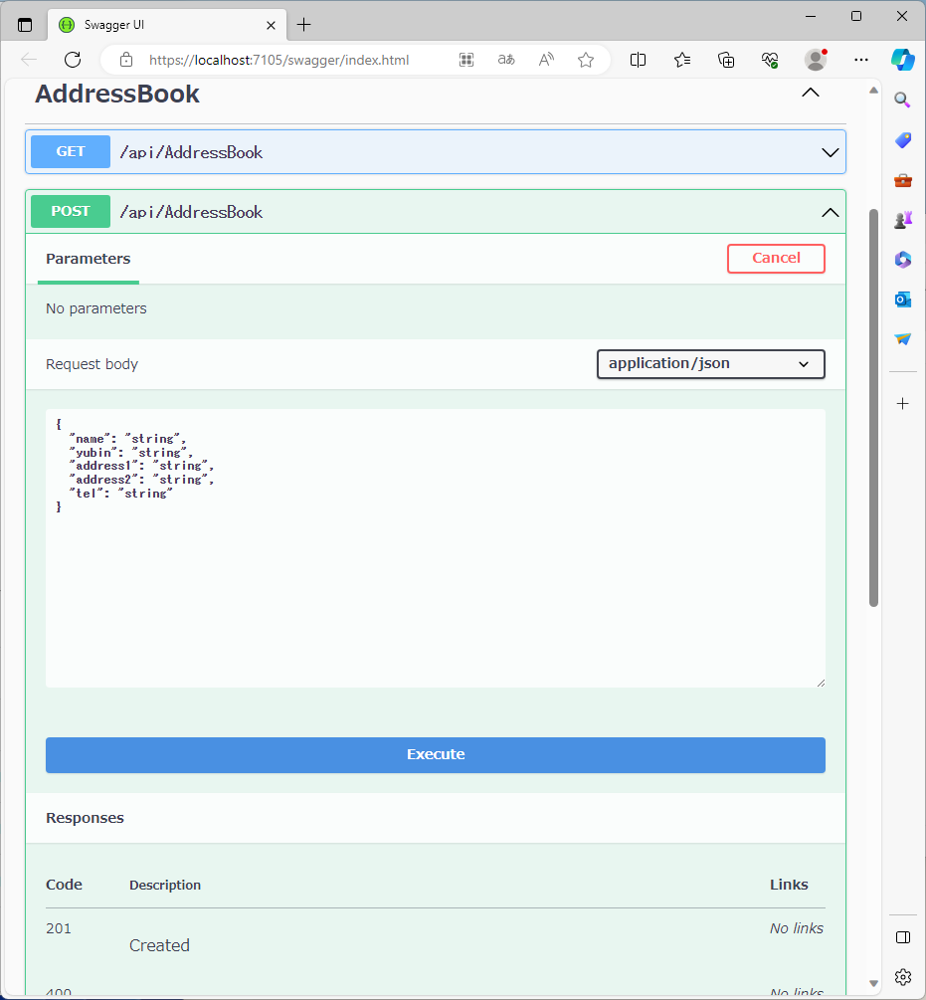 Swagger UI
https://localhost:7105/swagger/index.html
AddressBook
GET /api/AddressBook
POST /api/AddressBook
Parameters Cancel
No parameters
Request body application/json
{
"name": "string",
"yubin": "string",
"address1": "string",
"address2": "string",
"tel": "string"
}
Execute
Responses
Code Description Links
201 Created No links
400 No links